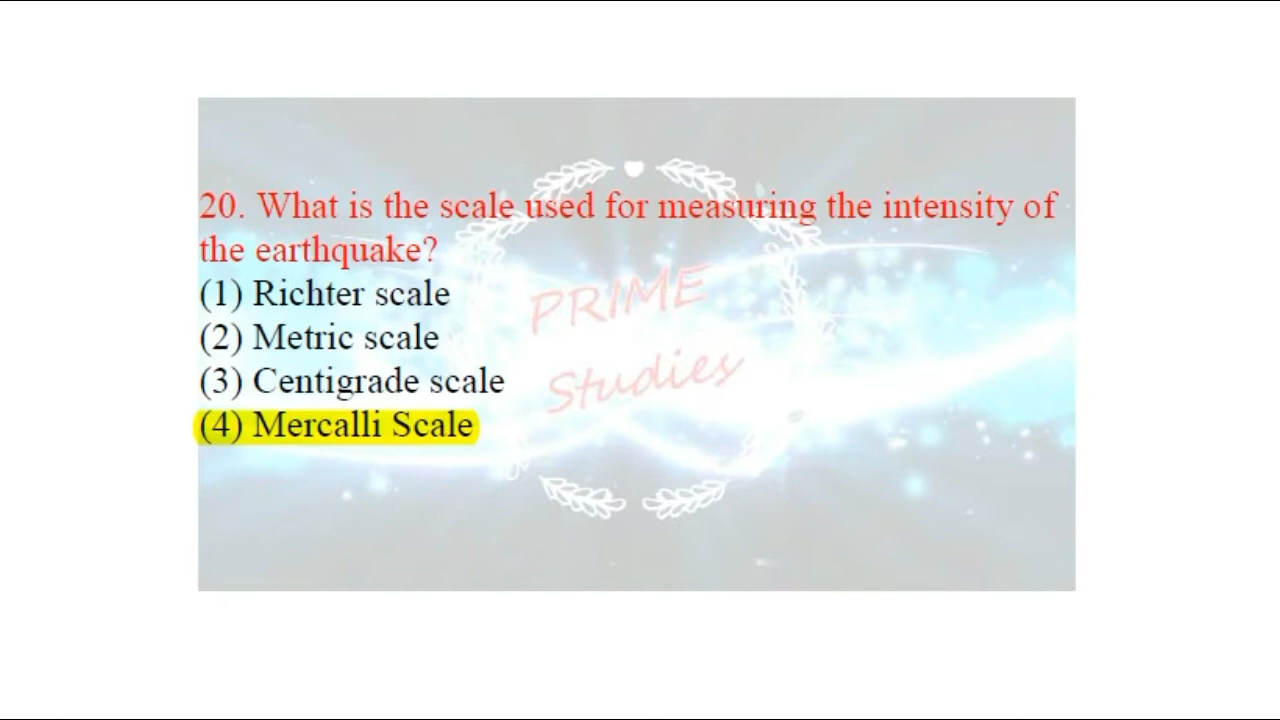 20. What is the scale used for measuring the intensity of
the earthquake?
(1) Richter scale
(2) Metric scale
(3) Centigrade scale
(4) Mercalli Scale
PRIME
Studies